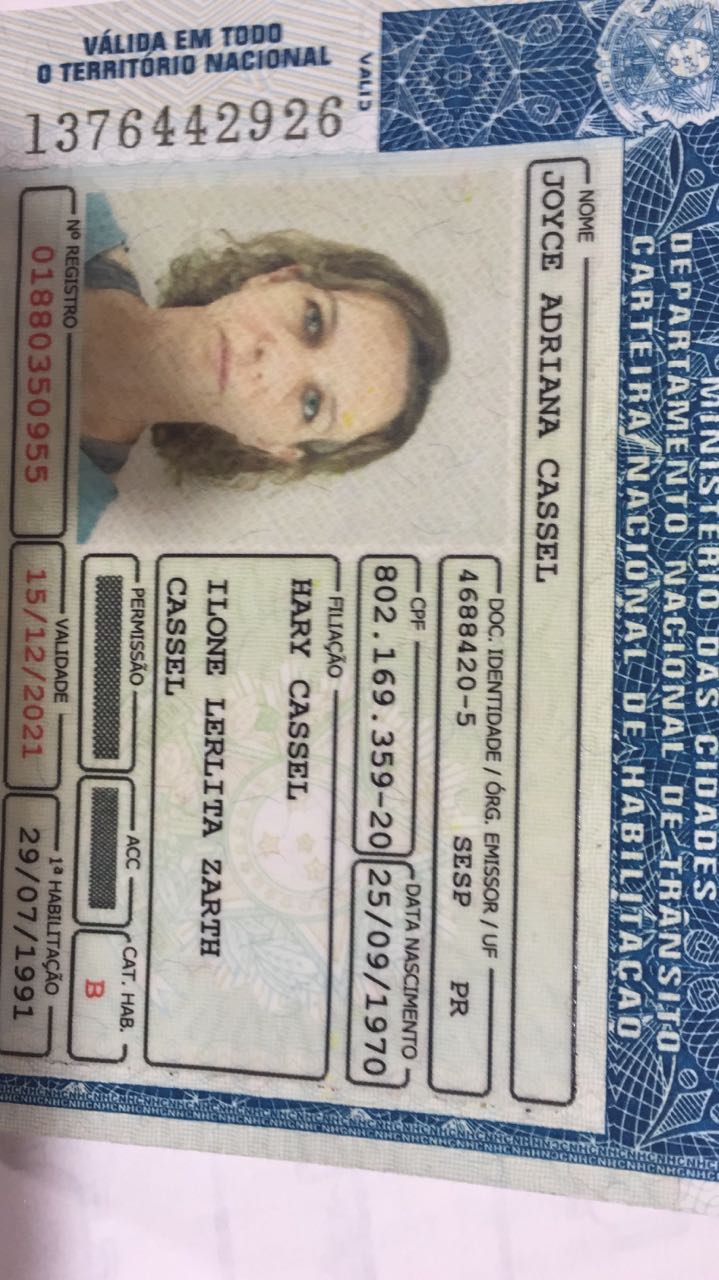 MINISTÉRIO DAS CIDADES
DEPARTAMENTO NACIONAL DE TRÂNSITO
CARTEIRA NACIONAL DE HABILITAÇÃO
VÁLIDA EM TODO
O TERRITÓRIO NACIONAL
1376442926
NOME
JOYCE ADRIANA CASSEL
DOC. IDENTIDADE / ÓRG. EMISSOR / UF
4688420-5 SESP PR
CPF DATA NASCIMENTO
802.169.359-20 25/09/1970
FILIAÇÃO
HARY CASSEL
ILONE LERLITA ZARTH
CASSEL
PERMISSÃO ACC CAT. HAB.
B
Nº REGISTRO VALIDADE 1ª HABILITAÇÃO
01880350955 15/12/2021 29/07/1991